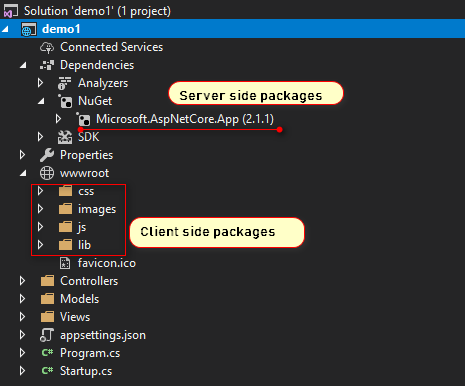 Solution 'demo1' (1 project)
demo1
Connected Services
Dependencies
Analyzers
Server side packages
NuGet
Microsoft.AspNetCore.App (2.1.1)
SDK
Properties
wwwroot
css
images
js
Client side packages
lib
favicon.ico
Controllers
Models
Views
appsettings.json
Program.cs
Startup.cs